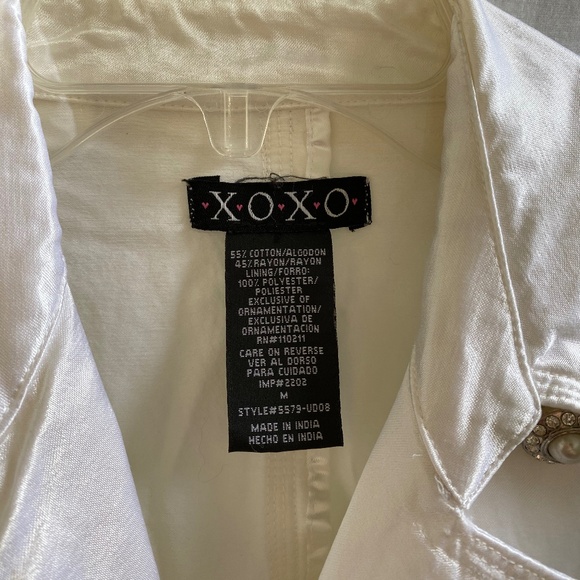 X♥O♥X♥O
55% COTTON/ALGODON
45% RAYON/RAYON
LINING/FORRO:
100% POLYESTER/
POLIESTER
EXCLUSIVE OF
ORNAMENTATION/
EXCLUSIVA DE
ORNAMENTACION
RN#110211
CARE ON REVERSE
VER AL DORSO
PARA CUIDADO
IMP#2202
M
STYLE#5579-UD08
MADE IN INDIA
HECHO EN INDIA